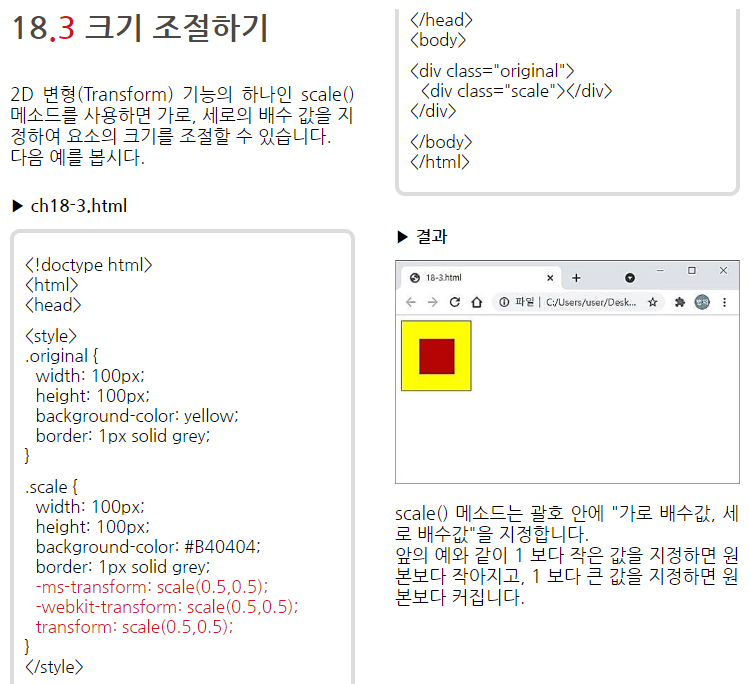 18.3 크기 조절하기
2D 변형(Transform) 기능의 하나인 scale()
메소드를 사용하면 가로, 세로의 배수 값을 지
정하여 요소의 크기를 조절할 수 있습니다.
다음 예를 봅시다.
▶ ch18-3.html
<!doctype html>
<html>
<head>
<style>
.original {
width: 100px;
height: 100px;
background-color: yellow;
border: 1px solid grey;
}
.scale {
width: 100px;
height: 100px;
background-color: #B40404;
border: 1px solid grey;
-ms-transform: scale(0.5,0.5);
-webkit-transform: scale(0.5,0.5);
transform: scale(0.5,0.5);
}
</style>
</head>
<body>
<div class="original">
<div class="scale"></div>
</div>
</body>
</html>
▶ 결과
18-3.html
파일 | C:/Users/user/Desk...
scale() 메소드는 괄호 안에 "가로 배수값, 세
로 배수값"을 지정합니다.
앞의 예와 같이 1 보다 작은 값을 지정하면 원
본보다 작아지고, 1 보다 큰 값을 지정하면 원
본보다 커집니다.